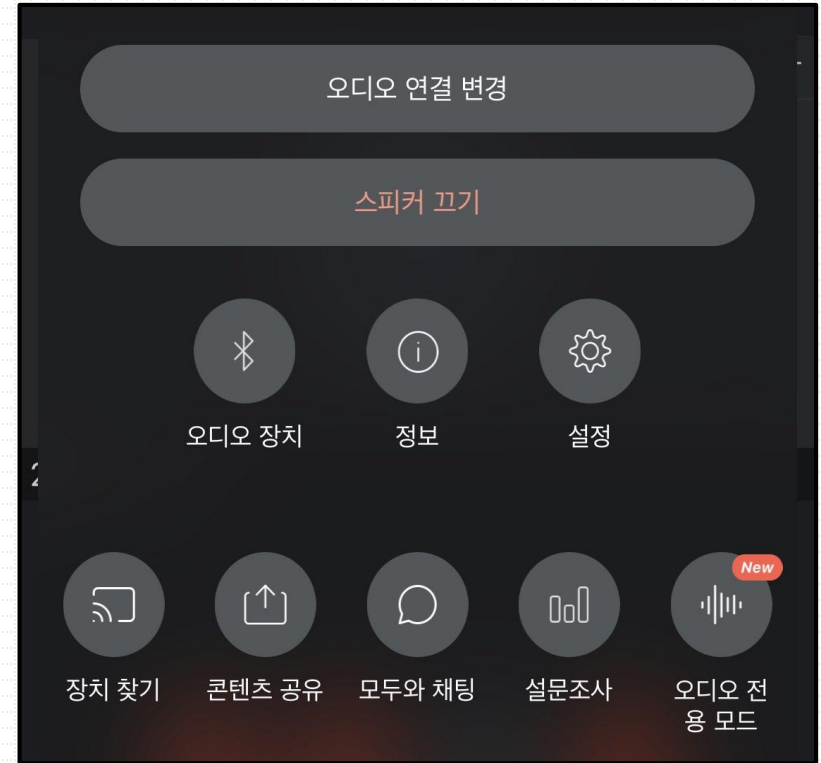 오디오 연결 변경
스피커 끄기
오디오 장치
정보
설정
2
New
장치 찾기
콘텐츠 공유
모두와 채팅
설문조사
오디오 전
용 모드